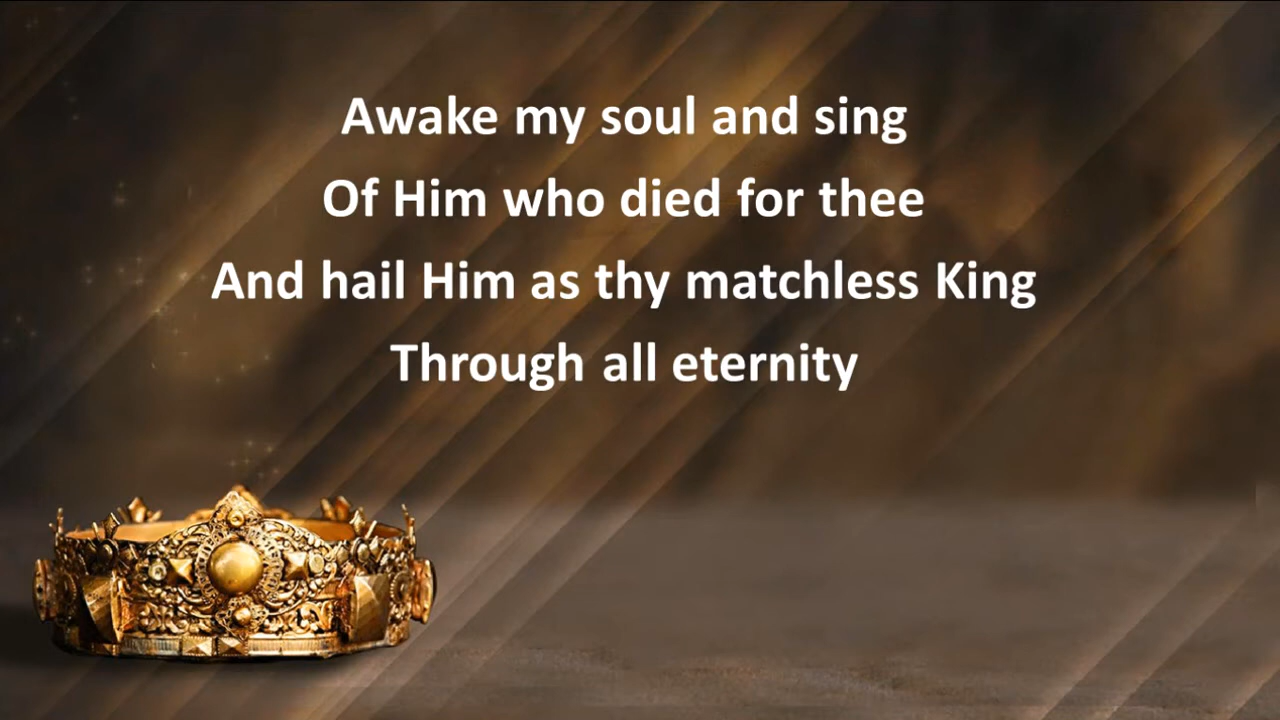 Awake my soul and sing
Of Him who died for thee
And hail Him as thy matchless King
Through all eternity